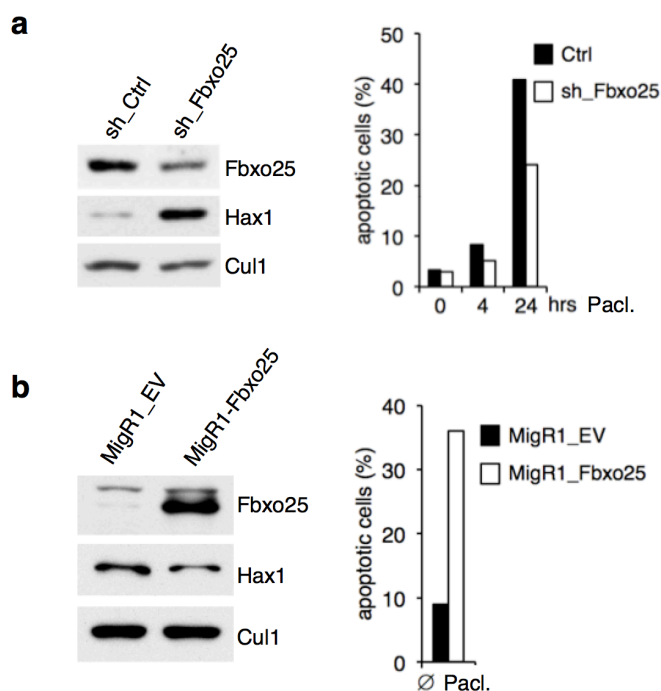 a
sh_Ctrl
sh_Fbxo25
Fbxo25
Hax1
Cul1
apoptotic cells (%)
50
40
30
20
10
0
Ctrl
sh_Fbxo25
0 4 24 hrs Pacl.
b
MigR1_EV
MigR1-Fbxo25
Fbxo25
Hax1
Cul1
apoptotic cells (%)
40
30
20
10
0
MigR1_EV
MigR1_Fbxo25
∅ Pacl.